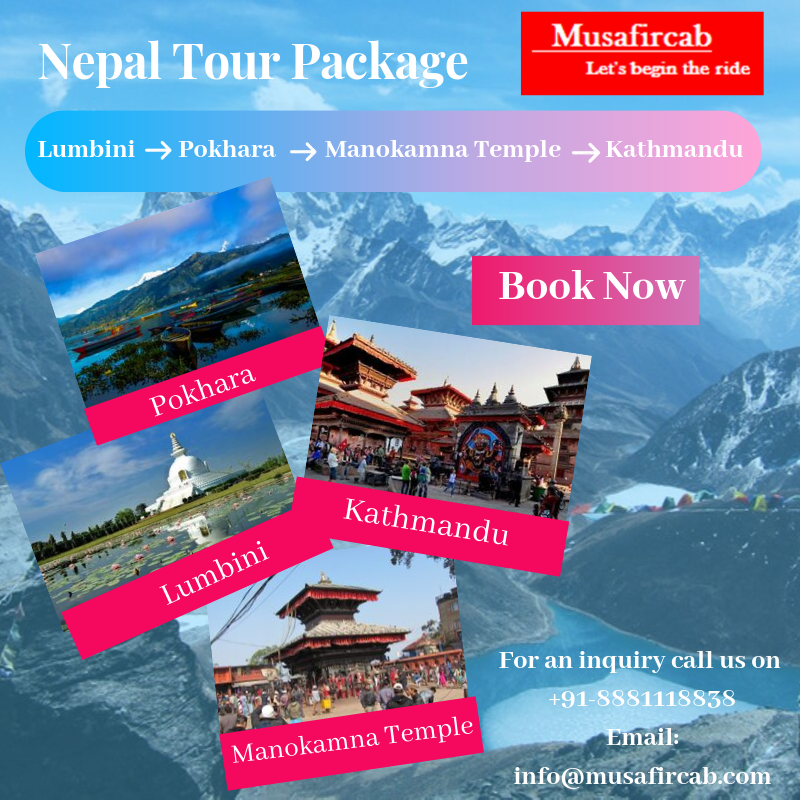 Nepal Tour Package
Musafircab
Let's begin the ride
Lumbini → Pokhara → Manokamna Temple → Kathmandu
Book Now
Pokhara
Kathmandu
Lumbini
Manokamna Temple
For an inquiry call us on
+91-8881118838
Email:
info@musafircab.com